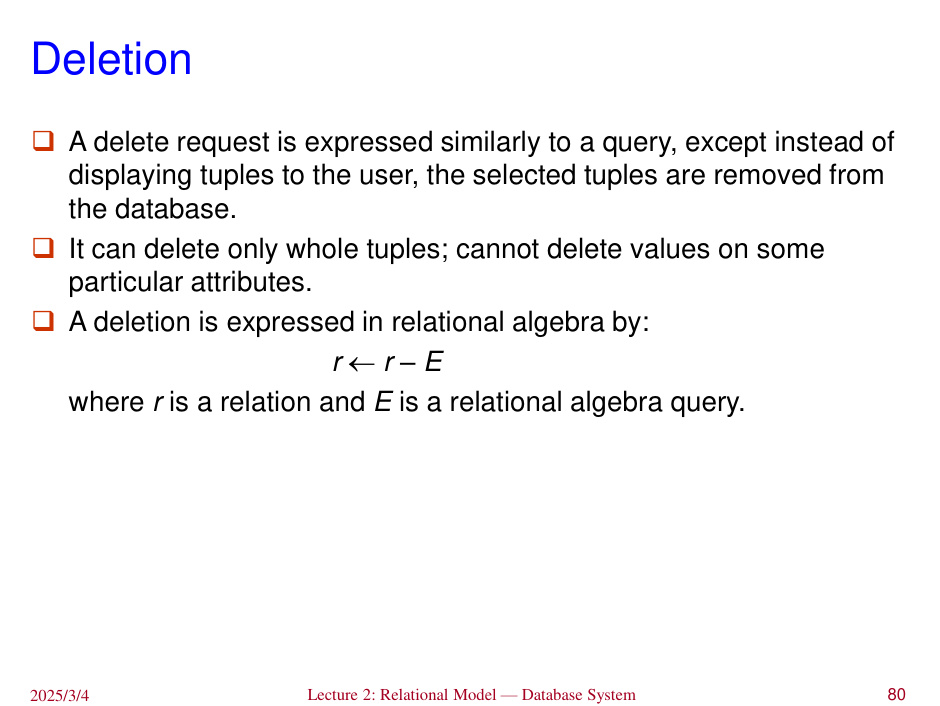 Deletion
❑ A delete request is expressed similarly to a query, except instead of
displaying tuples to the user, the selected tuples are removed from
the database.
❑ It can delete only whole tuples; cannot delete values on some
particular attributes.
❑ A deletion is expressed in relational algebra by:
r ← r – E
where r is a relation and E is a relational algebra query.
2025/3/4 Lecture 2: Relational Model — Database System 80